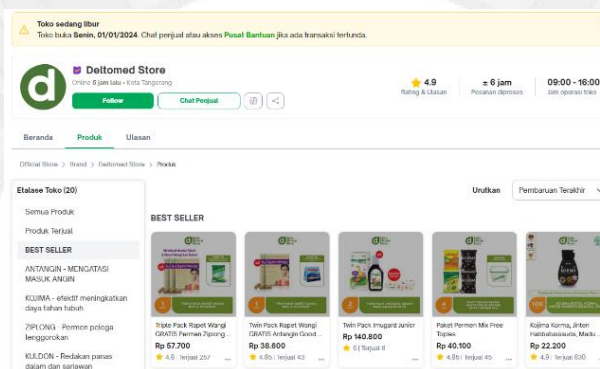 Toko sedang libur
Toko buka Senin, 01/01/2024. Chat penjual atau akses Pusat Bantuan jika ada transaksi tertunda.
Deltomed Store
Online 6 jam lalu • Kota Tangerang
Follow
Chat Penjual
4.9
Rating & Ulasan
± 6 jam
Pesanan diproses
09:00 - 16:00
Jam operasi toko
Beranda
Produk
Ulasan
Official Store > Brand > Deltomed Store > Produk
Etalase Toko (20)
Urutkan
Pembaruan Terakhir
Semua Produk
Produk Terjual
BEST SELLER
ANTANGIN - MENGATASI
MASUK ANGIN
KOJIMA - efektif meningkatkan
daya tahan tubuh
ZIPLONG - Permen pelega
tenggorokan
KULDON - Redakan panas
dalam dan sariawan
BEST SELLER
Triple Pack Rapet Wangi
GRATIS Permen Ziplong ...
Rp 57.700
4.8 | Terjual 257
Twin Pack Rapet Wangi
GRATIS Antangin Good ...
Rp 38.600
4.85 | Terjual 43
Twin Pack Imugard Junior
Rp 140.800
5 | Terjual 8
Paket Permen Mix Free
Toples
Rp 40.100
4.85 | Terjual 45
Kojima Korma, Jinten
Habbatussauda, Madu ...
Rp 22.200
4.9 | Terjual 630